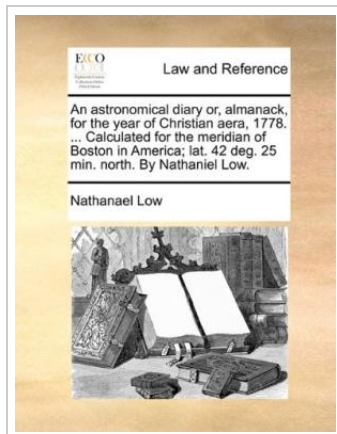 ECCO
Law and Reference
An astronomical diary or, almanack,
for the year of Christian aera, 1778.
... Calculated for the meridian of
Boston in America; lat. 42 deg. 25
min. north. By Nathaniel Low.
Nathanael Low